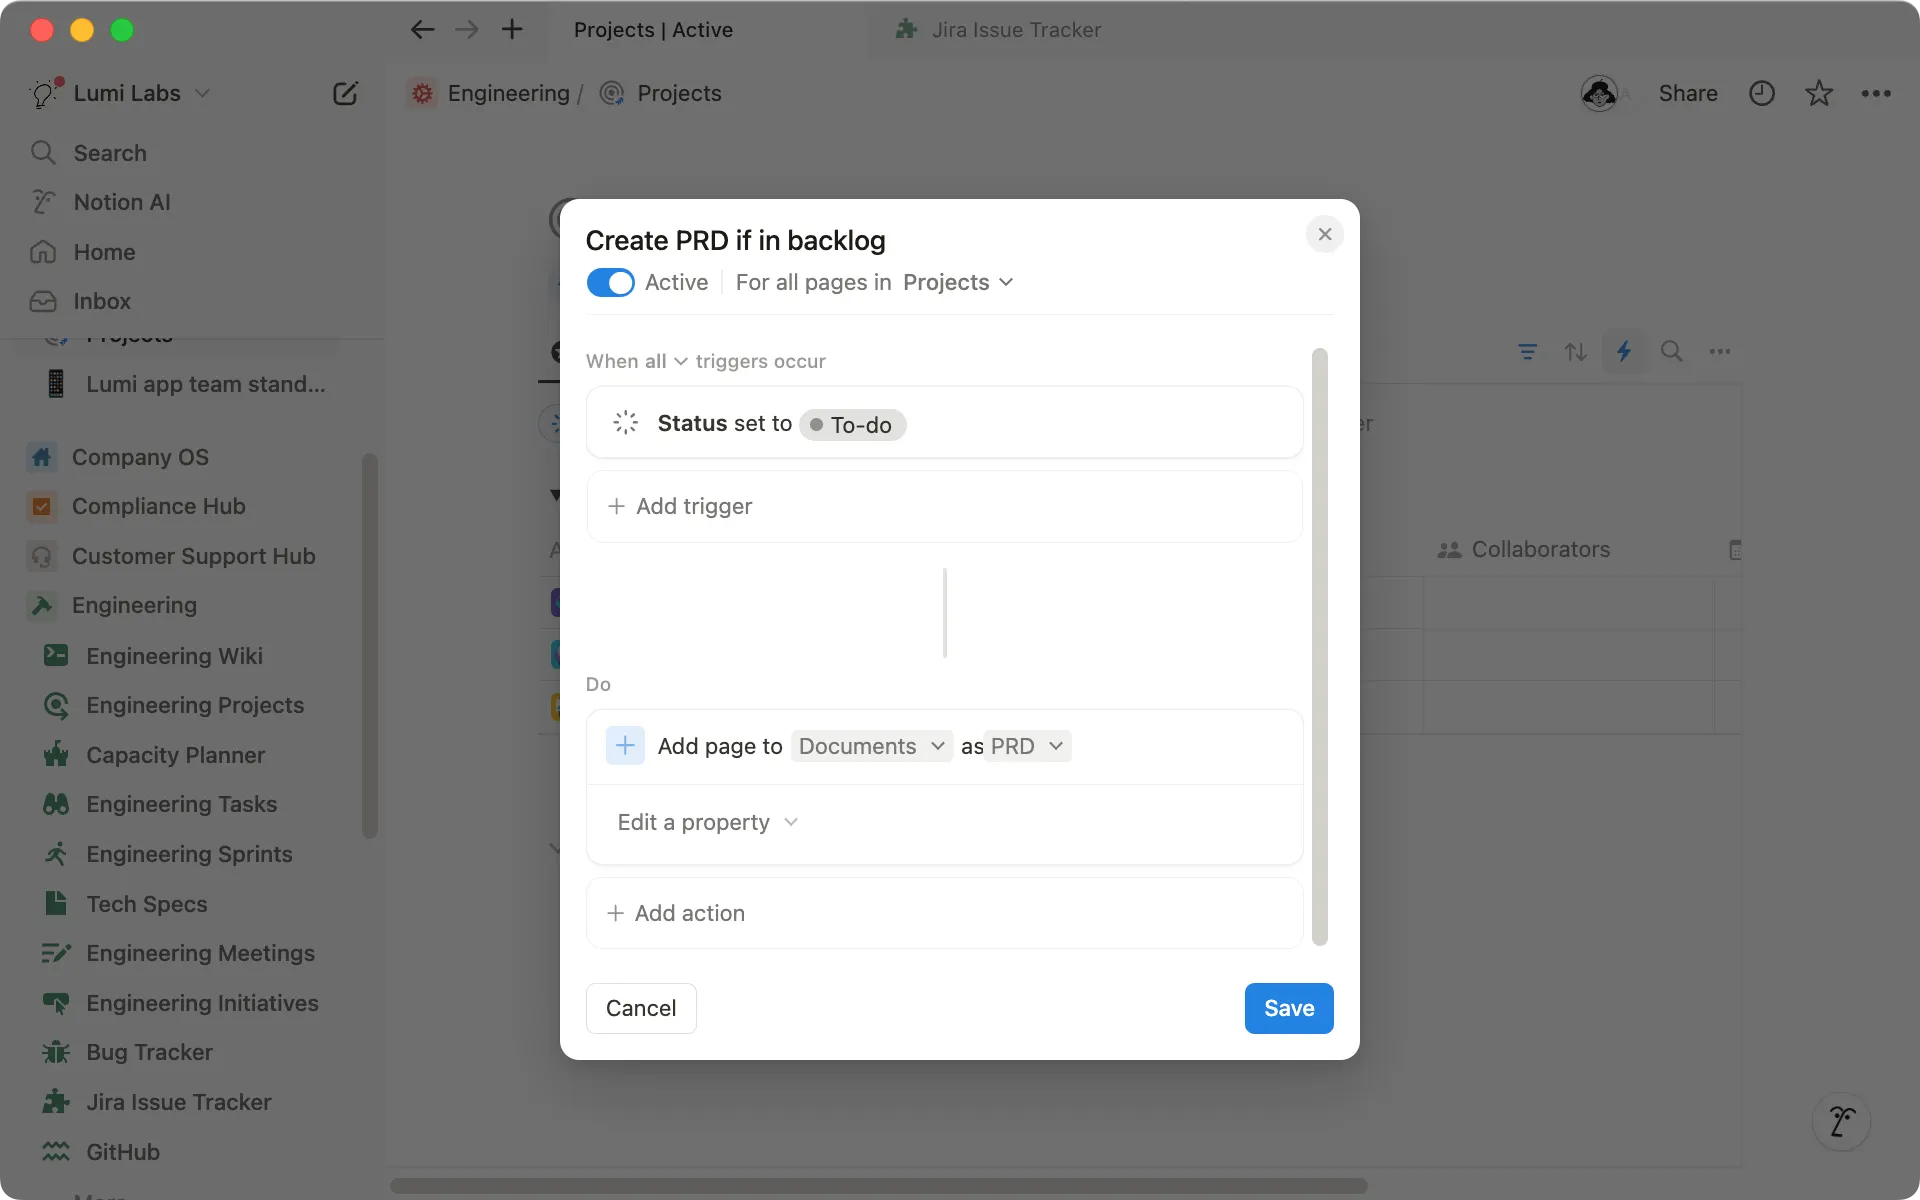 Projects | Active
Jira Issue Tracker
Lumi Labs
Engineering / Projects
Share
Search
Notion AI
Home
Inbox
Projects
Lumi app team stand...
Company OS
Compliance Hub
Customer Support Hub
Engineering
Engineering Wiki
Engineering Projects
Capacity Planner
Engineering Tasks
Engineering Sprints
Tech Specs
Engineering Meetings
Engineering Initiatives
Bug Tracker
Jira Issue Tracker
GitHub
Create PRD if in backlog
Active
For all pages in Projects
When all triggers occur
Status set to To-do
Add trigger
Do
Add page to Documents as PRD
Edit a property
Add action
Cancel
Save
Collaborators